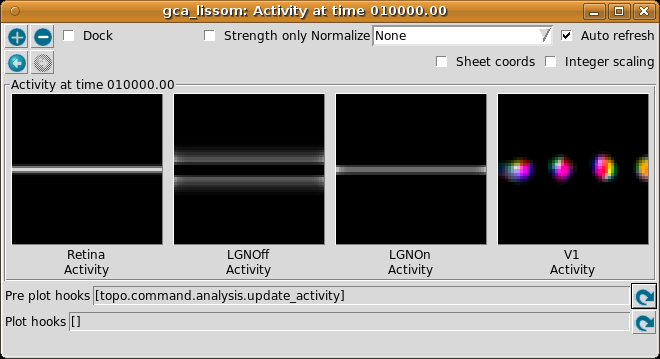 gca_lissom: Activity at time 010000.00
Dock
Strength only
Normalize
None
Auto refresh
Sheet coords
Integer scaling
Activity at time 010000.00
Retina
Activity
LGNOff
Activity
LGNOn
Activity
V1
Activity
Pre plot hooks [topo.command.analysis.update_activity]
Plot hooks []